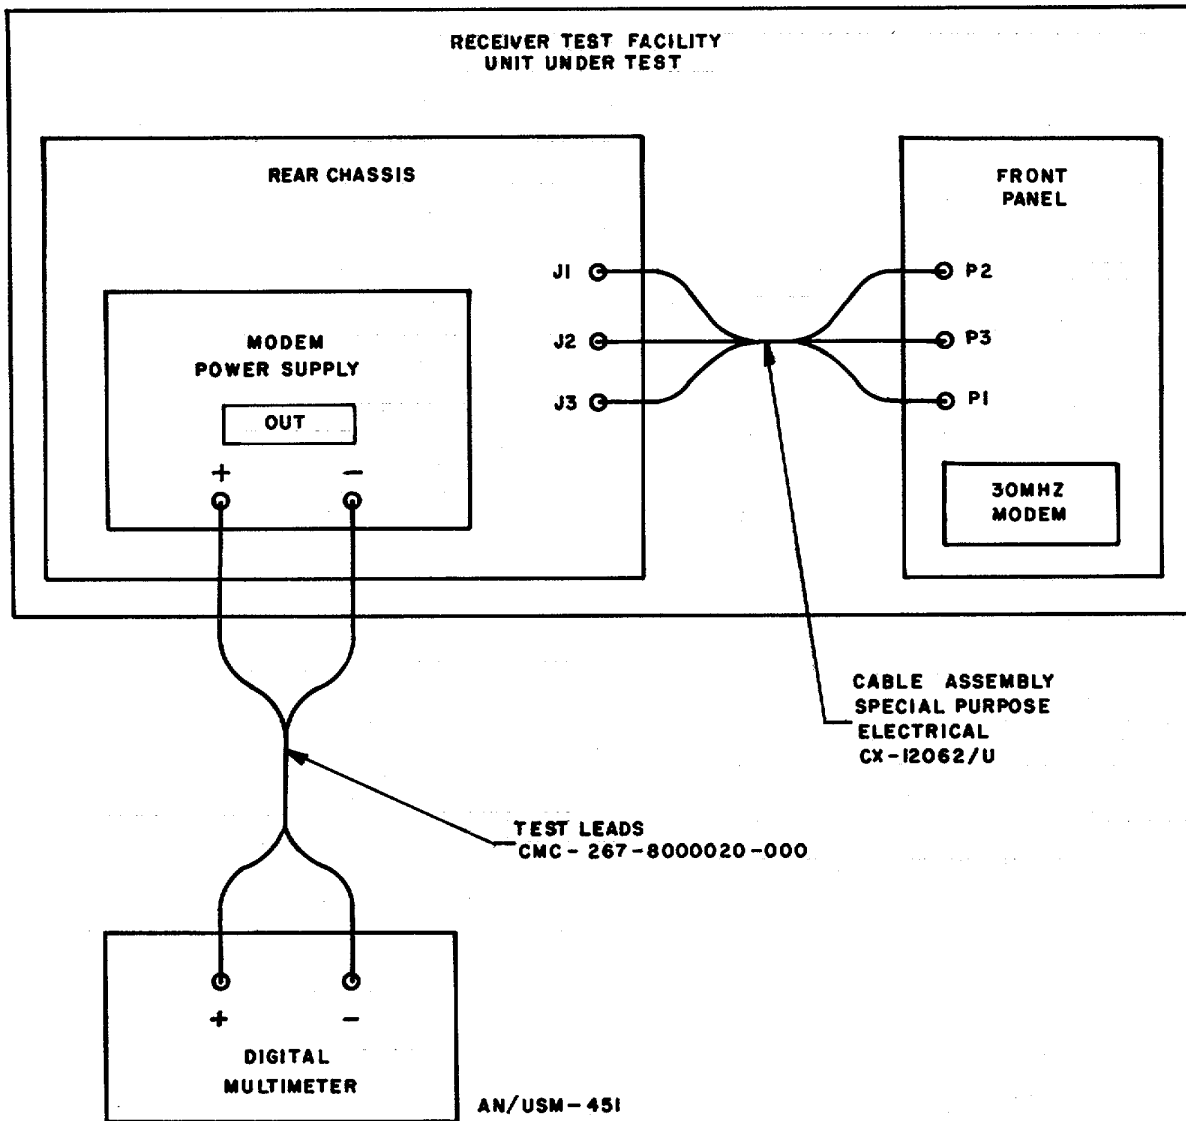 RECEIVER TEST FACILITY
UNIT UNDER TEST
REAR CHASSIS
FRONT
PANEL
J1
P2
J2
P3
J3
P1
MODEM
POWER SUPPLY
OUT
+ -
30MHZ
MODEM
CABLE ASSEMBLY
SPECIAL PURPOSE
ELECTRICAL
CX-12062/U
TEST LEADS
CMC-267-8000020-000
+ -
DIGITAL
MULTIMETER
AN/USM-451